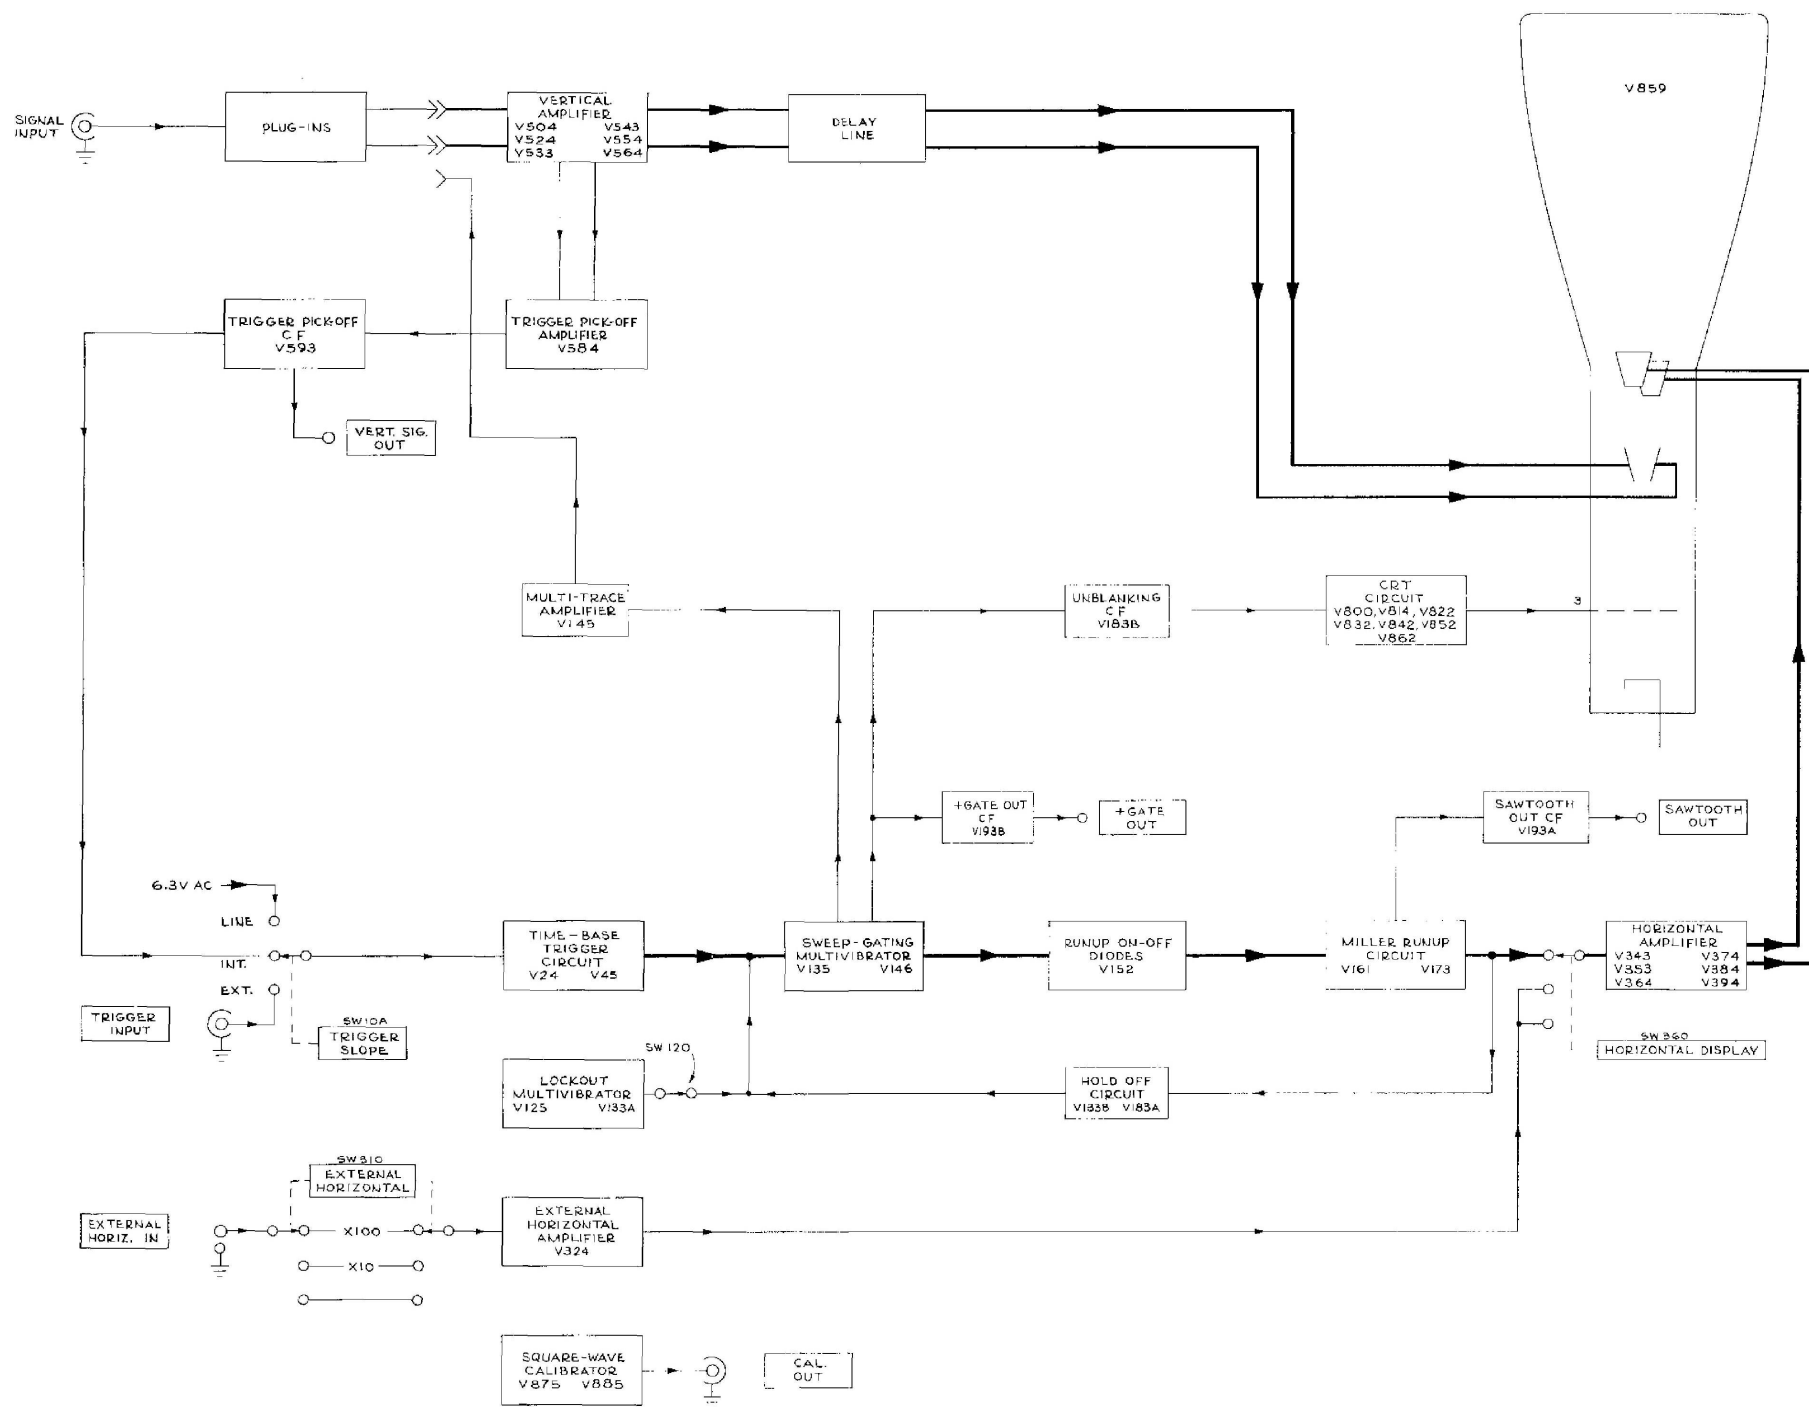 V859
SIGNAL
INPUT
PLUG-INS
VERTICAL
AMPLIFIER
V504 V543
V524 V554
V533 V564
DELAY
LINE
TRIGGER PICK-OFF
CF
V593
TRIGGER PICK-OFF
AMPLIFIER
V584
VERT. SIG.
OUT
MULTI-TRACE
AMPLIFIER
V145
UNBLANKING
CF
V183B
CRT
CIRCUIT
V800, V814, V822
V832, V842, V852
V862
3
+GATE OUT
CF
V193B
+GATE
OUT
SAWTOOTH
OUT CF
V193A
SAWTOOTH
OUT
6.3V AC
LINE
INT.
EXT.
TRIGGER
INPUT
SW10A
TRIGGER
SLOPE
TIME-BASE
TRIGGER
CIRCUIT
V24 V45
SWEEP-GATING
MULTIVIBRATOR
V135 V146
RUNUP ON-OFF
DIODES
V152
MILLER RUNUP
CIRCUIT
V161 V173
HORIZONTAL
AMPLIFIER
V343 V374
V353 V384
V364 V394
SW 120
LOCKOUT
MULTIVIBRATOR
V125 V133A
HOLD OFF
CIRCUIT
V133B V183A
SW360
HORIZONTAL DISPLAY
SW310
EXTERNAL
HORIZONTAL
EXTERNAL
HORIZ. IN
X100
X10
EXTERNAL
HORIZONTAL
AMPLIFIER
V324
SQUARE-WAVE
CALIBRATOR
V875 V885
CAL.
OUT